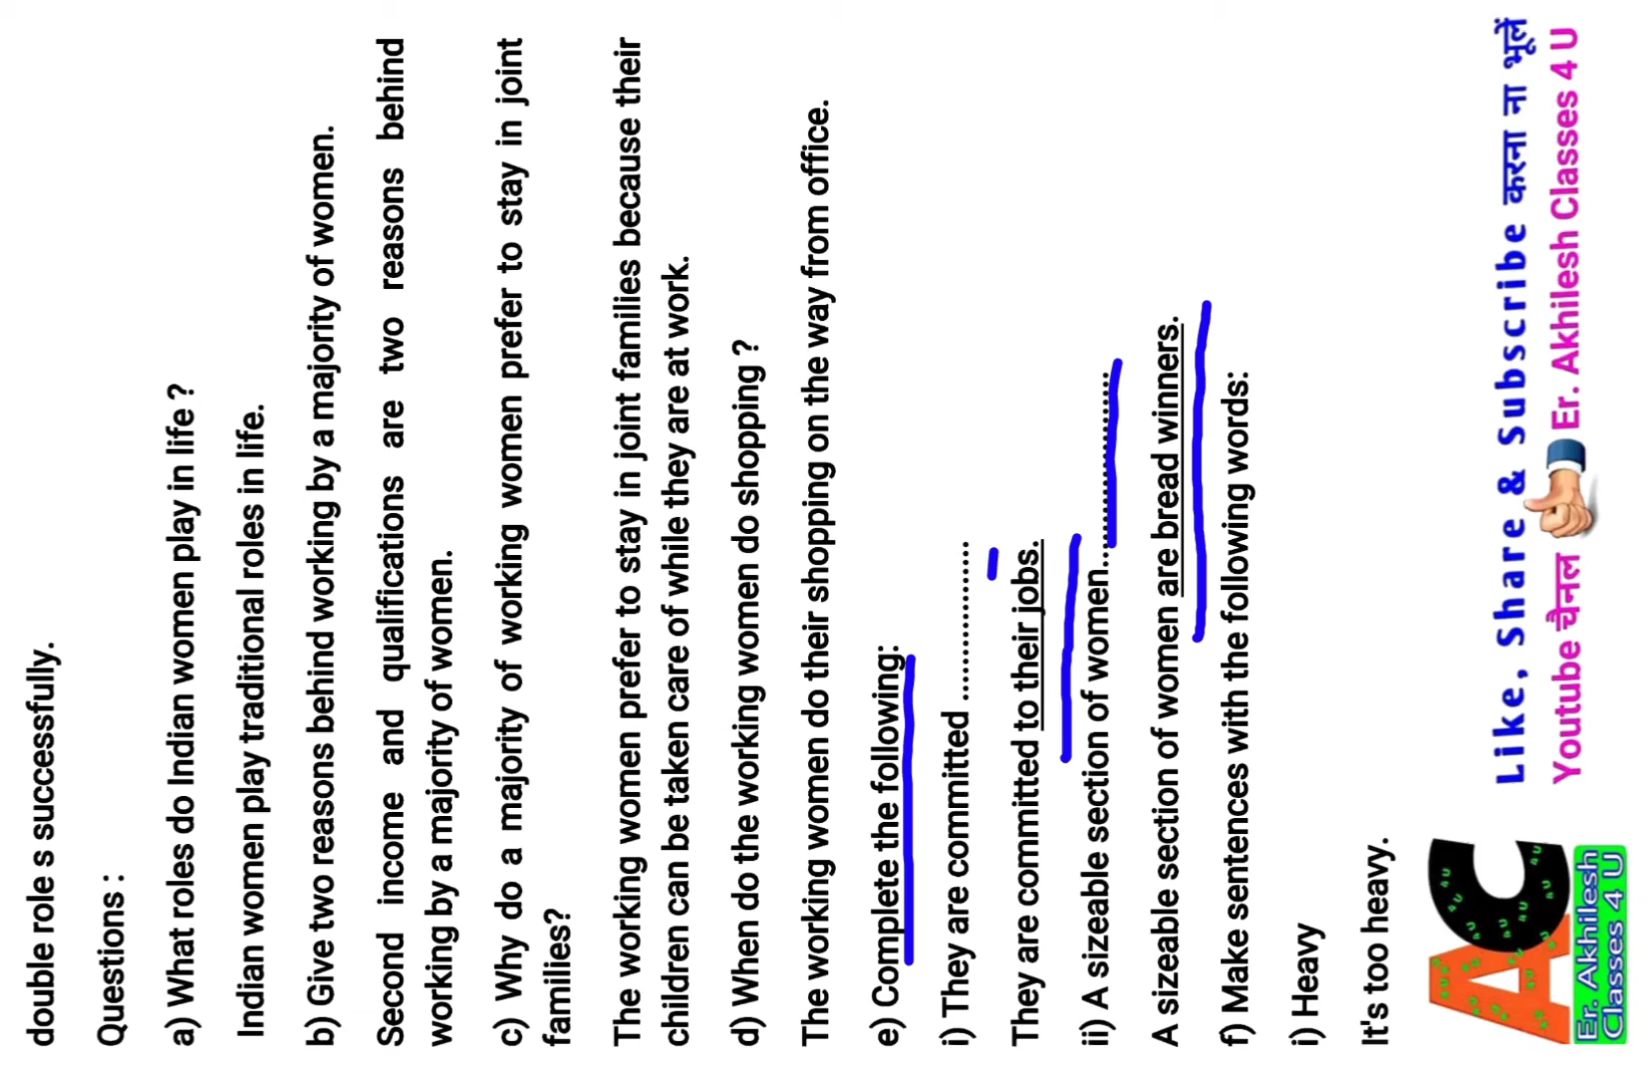 double role s successfully.
Questions :
a) What roles do Indian women play in life ?
Indian women play traditional roles in life.
b) Give two reasons behind working by a majority of women.
Second income and qualifications are two reasons behind
working by a majority of women.
c) Why do a majority of working women prefer to stay in joint
families?
The working women prefer to stay in joint families because their
children can be taken care of while they are at work.
d) When do the working women do shopping ?
The working women do their shopping on the way from office.
e) Complete the following:
i) They are committed ......................
They are committed to their jobs.
ii) A sizeable section of women...........................
A sizeable section of women are bread winners.
f) Make sentences with the following words:
i) Heavy
It's too heavy.
AC
4U
Er. Akhilesh
Classes 4 U
Like, Share & Subscribe करना ना भूलें
Youtube चैनल Er. Akhilesh Classes 4 U